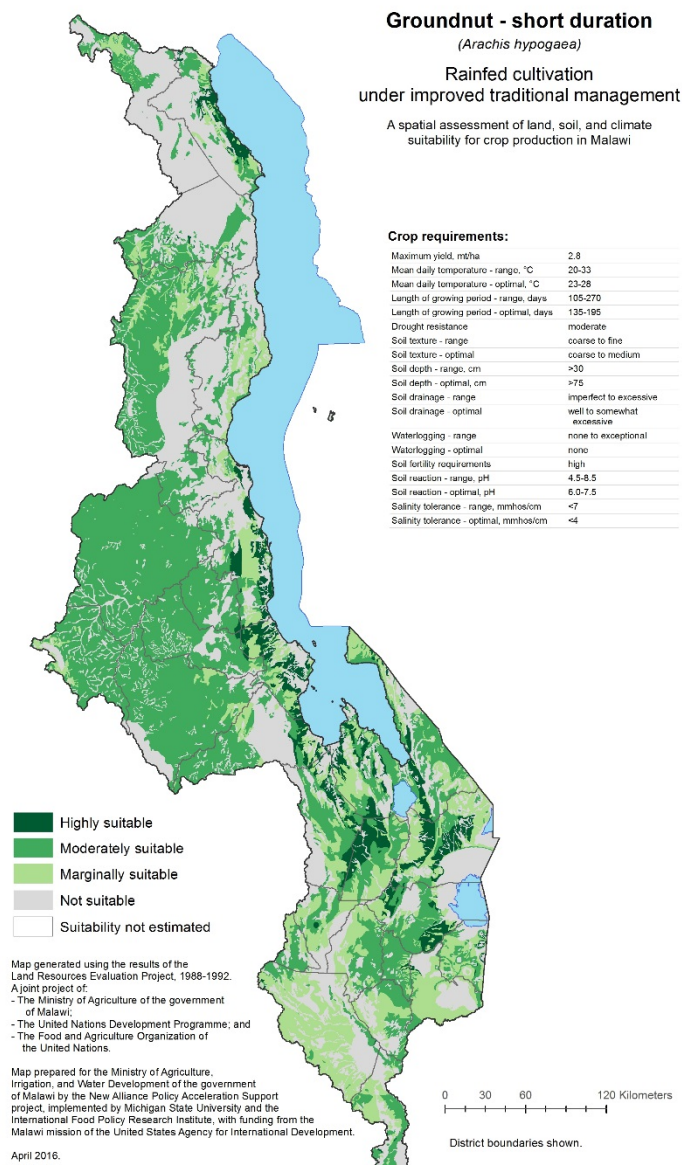 Groundnut - short duration
(Arachis hypogaea)
Rainfed cultivation
under improved traditional management
A spatial assessment of land, soil, and climate
suitability for crop production in Malawi
Crop requirements:
Maximum yield, mt/ha 2.8
Mean daily temperature - range, °C 20-33
Mean daily temperature - optimal, °C 23-28
Length of growing period - range, days 105-270
Length of growing period - optimal, days 135-195
Drought resistance moderate
Soil texture - range coarse to fine
Soil texture - optimal coarse to medium
Soil depth - range, cm >30
Soil depth - optimal, cm >75
Soil drainage - range imperfect to excessive
Soil drainage - optimal well to somewhat
excessive
Waterlogging - range none to exceptional
Waterlogging - optimal none
Soil fertility requirements high
Soil reaction - range, pH 4.5-8.5
Soil reaction - optimal, pH 6.0-7.5
Salinity tolerance - range, mmhos/cm <7
Salinity tolerance - optimal, mmhos/cm <4
Highly suitable
Moderately suitable
Marginally suitable
Not suitable
Suitability not estimated
Map generated using the results of the
Land Resources Evaluation Project, 1988-1992.
A joint project of:
- The Ministry of Agriculture of the government
of Malawi;
- The United Nations Development Programme; and
- The Food and Agriculture Organization of
the United Nations.
Map prepared for the Ministry of Agriculture,
Irrigation, and Water Development of the government
of Malawi by the New Alliance Policy Acceleration Support
project, implemented by Michigan State University and the
International Food Policy Research Institute, with funding from the
Malawi mission of the United States Agency for International Development.
April 2016.
0 30 60 120 Kilometers
District boundaries shown.